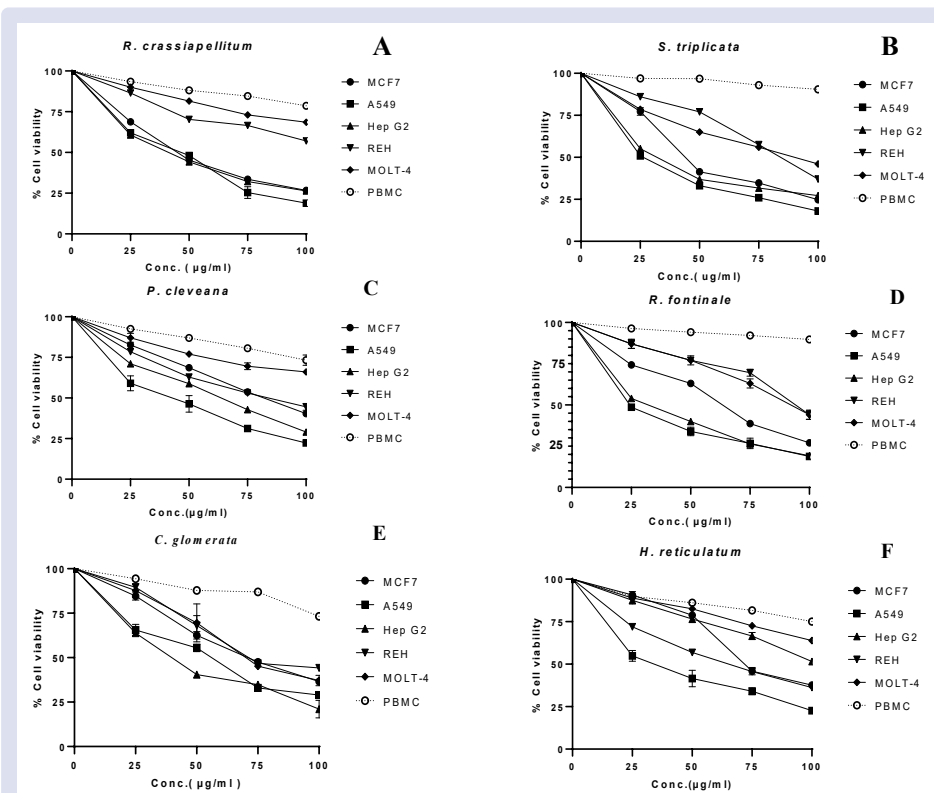 R. crassiapellitum
A
100
75
50
25
0
% Cell viability
0 25 50 75 100
Conc.( µg/ml)
MCF7
A549
Hep G2
REH
MOLT-4
PBMC
S. triplicata
B
100
75
50
25
0
% Cell viability
0 25 50 75 100
Conc.( µg/ml)
MCF7
A549
Hep G2
REH
MOLT-4
PBMC
P. cleveana
C
100
75
50
25
0
% Cell viability
0 25 50 75 100
Conc.(µg/ml)
MCF7
A549
Hep G2
REH
MOLT-4
PBMC
R. fontinale
D
100
75
50
25
0
% Cell viability
0 25 50 75 100
Conc.( µg/ml)
MCF7
A549
Hep G2
REH
MOLT-4
PBMC
C. glomerata
E
100
75
50
25
0
% Cell viability
0 25 50 75 100
Conc.( µg/ml )
MCF7
A549
Hep G2
REH
MOLT-4
PBMC
H. reticulatum
F
100
75
50
25
0
% Cell viability
0 25 50 75 100
Conc.(µg/ml)
MCF7
A549
Hep G2
REH
MOLT-4
PBMC